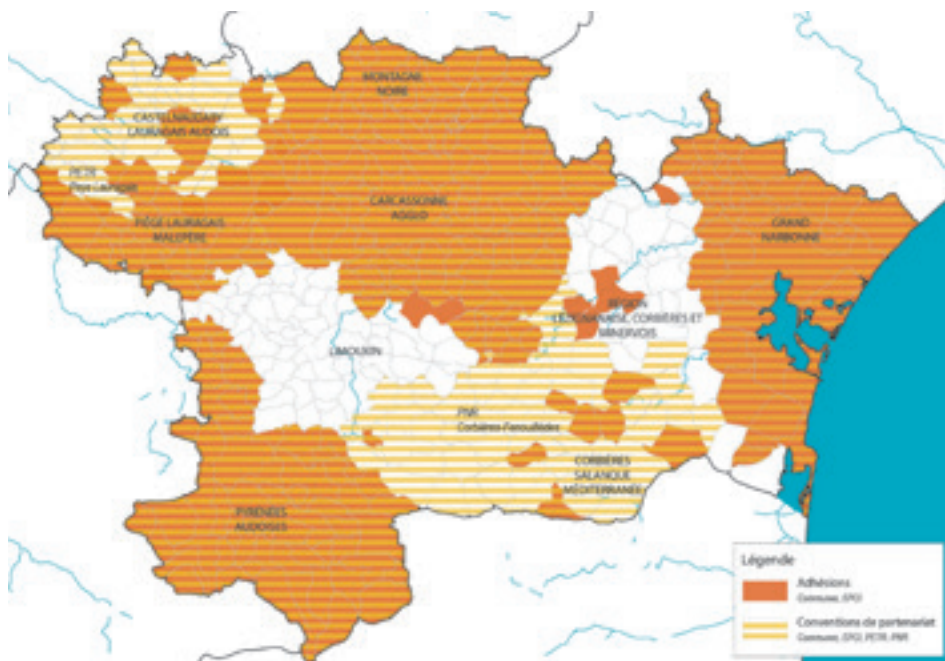 MONTAGNE
NOIRE
CASTELNAUDARY
LAURAGAIS AUDOIS
PETR
Pays Lauragais
CARCASSONNE
AGGLO
PIÈGE LAURAGAIS
MALEPÈRE
GRAND
NARBONNE
RÉGION
LÉZIGNANAISE, CORBIÈRES ET
MINERVOIS
LIMOUXIN
PNR
Corbières-Fenouillèdes
CORBIÈRES
SALANQUE
MÉDITERRANÉE
PYRÉNÉES
AUDOISES
Légende
Adhésions
Commune, EPCI
Conventions de partenariat
Commune, EPCI, PETR, PNR